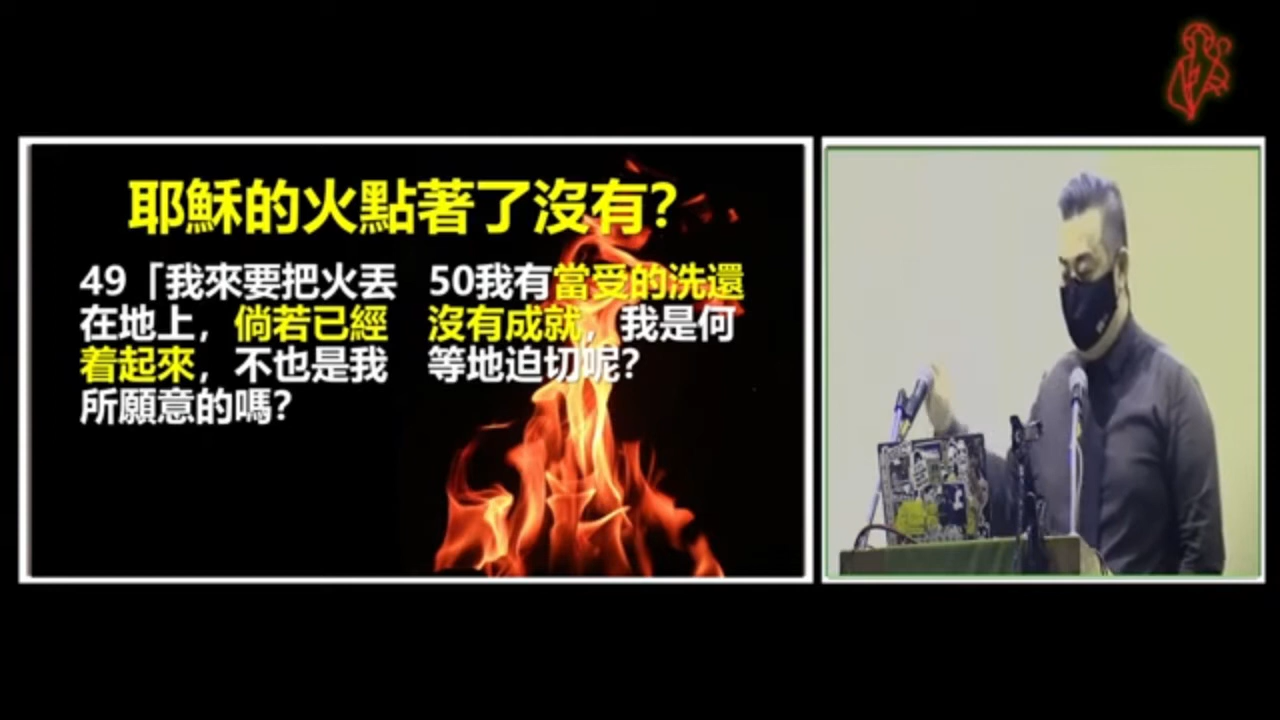 耶穌的火點著了沒有?
49「我來要把火丟
在地上，倘若已經
着起來，不也是我
所願意的嗎?
50我有當受的洗還
沒有成就，我是何
等地迫切呢?